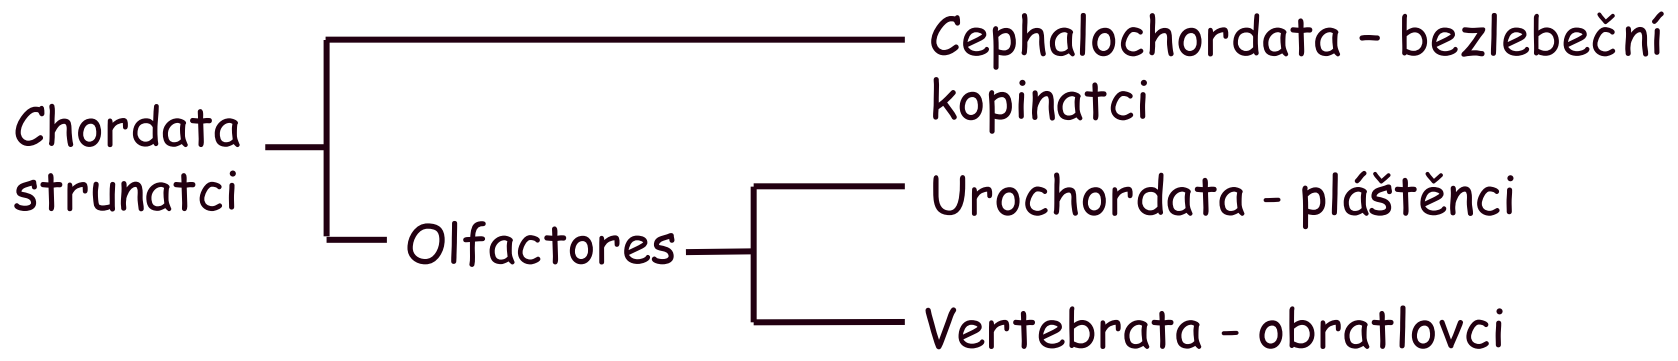 Cephalochordata – bezlebeční
kopinatci
Chordata
strunatci
Urochordata - pláštěnci
Olfactores
Vertebrata - obratlovci